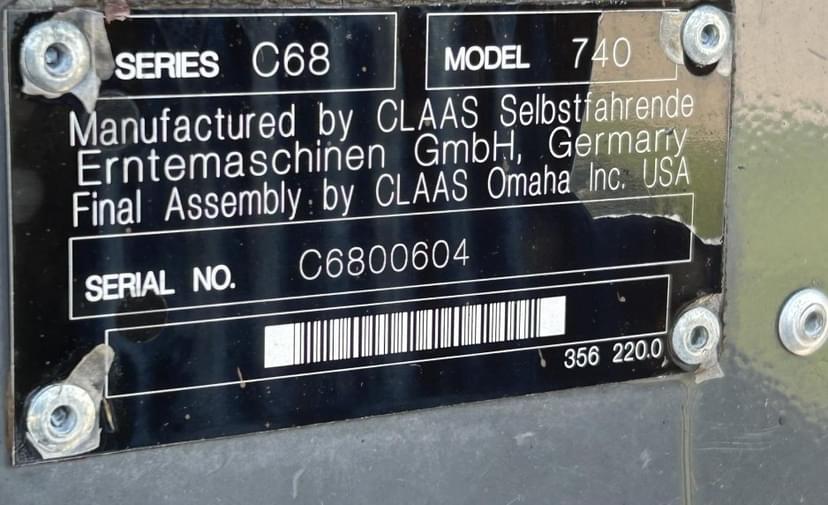 SERIES C68 MODEL 740
Manufactured by CLAAS Selbstfahrende
Erntemaschinen GmbH, Germany
Final Assembly by CLAAS Omaha Inc. USA
SERIAL NO. C6800604
356 220.0